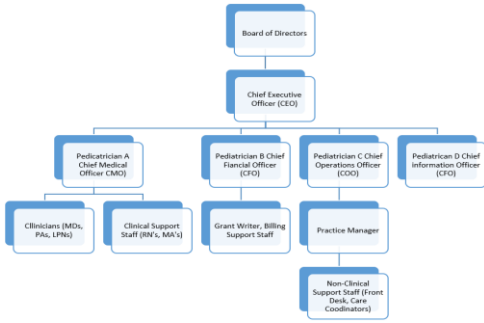 Board of Directors
Chief Executive
Officer (CEO)
Pedicatrician A
Chief Medical
Officer CMO)
Pediatrician B Chief
Fiancial Officer
(CFO)
Pediatrician C Chief
Operations Officer
(COO)
Pediatrician D Chief
information Officer
(CFO)
Cllinicians (MDs,
PAs, LPNs)
Clinical Support
Staff (RN's, MA's)
Grant Writer, Billing
Support Staff
Practice Manager
Non-Clinical
Support Staff (Front
Desk, Care
Coodinators)